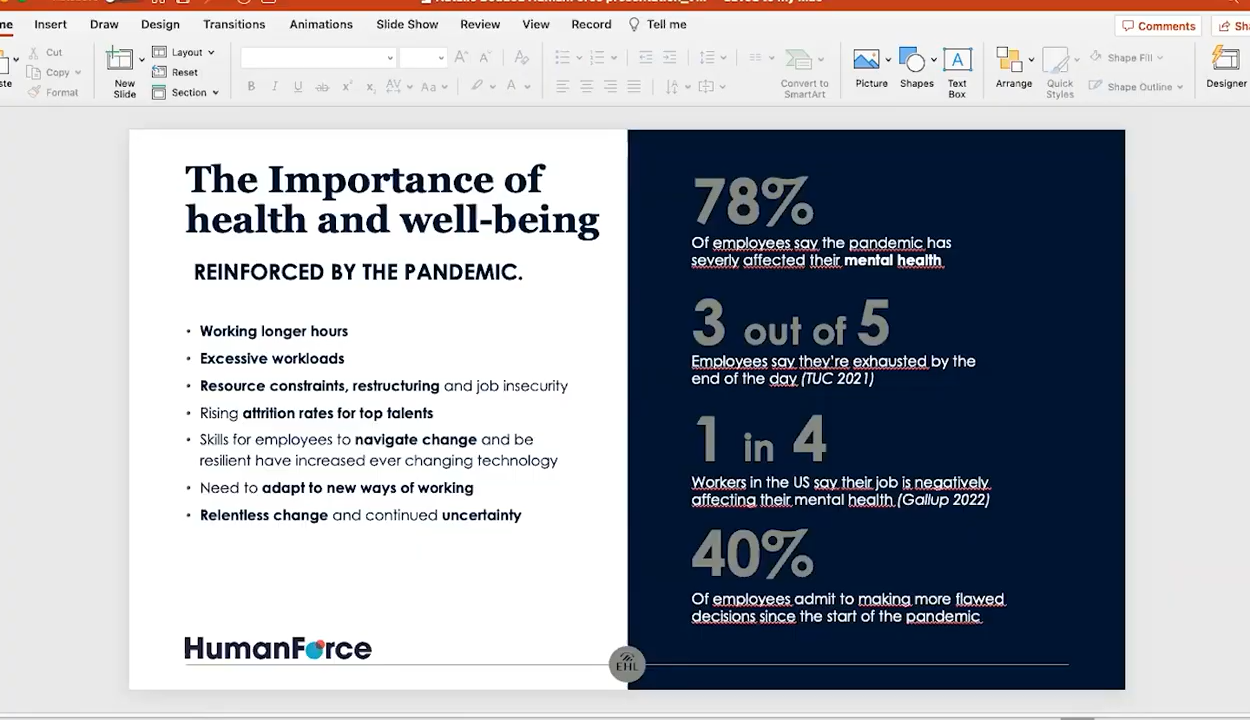 me Insert Draw Design Transitions Animations Slide Show Review View Record Tell me
Comments
Sha
Cut
Copy
Format
New
Slide
Layout
Reset
Section
Convert to
SmartArt
Picture
Shapes
Text
Box
Arrange
Quick
Styles
Shape Fill
Shape Outline
Designer
The Importance of
health and well-being
REINFORCED BY THE PANDEMIC.
• Working longer hours
• Excessive workloads
• Resource constraints, restructuring and job insecurity
• Rising attrition rates for top talents
• Skills for employees to navigate change and be
resilient have increased ever changing technology
• Need to adapt to new ways of working
• Relentless change and continued uncertainty
HumanForce
78%
Of employees say the pandemic has
severly affected their mental health
3 out of 5
Employees say they're exhausted by the
end of the day (TUC 2021)
1 in 4
Workers in the US say their job is negatively
affecting their mental health (Gallup 2022)
40%
Of employees admit to making more flawed
decisions since the start of the pandemic
EHL